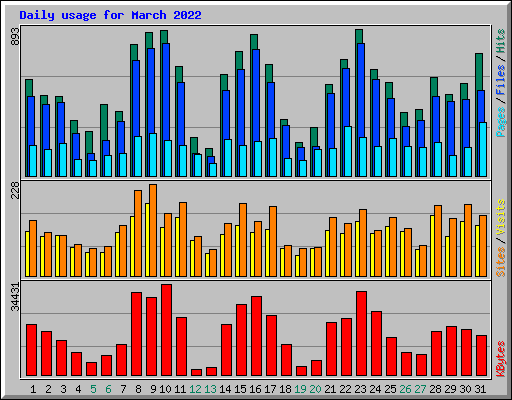 Daily usage for March 2022
893
Pages / Files / Hits
228
Sites / Visits
34431
KBytes
1 2 3 4 5 6 7 8 9 10 11 12 13 14 15 16 17 18 19 20 21 22 23 24 25 26 27 28 29 30 31